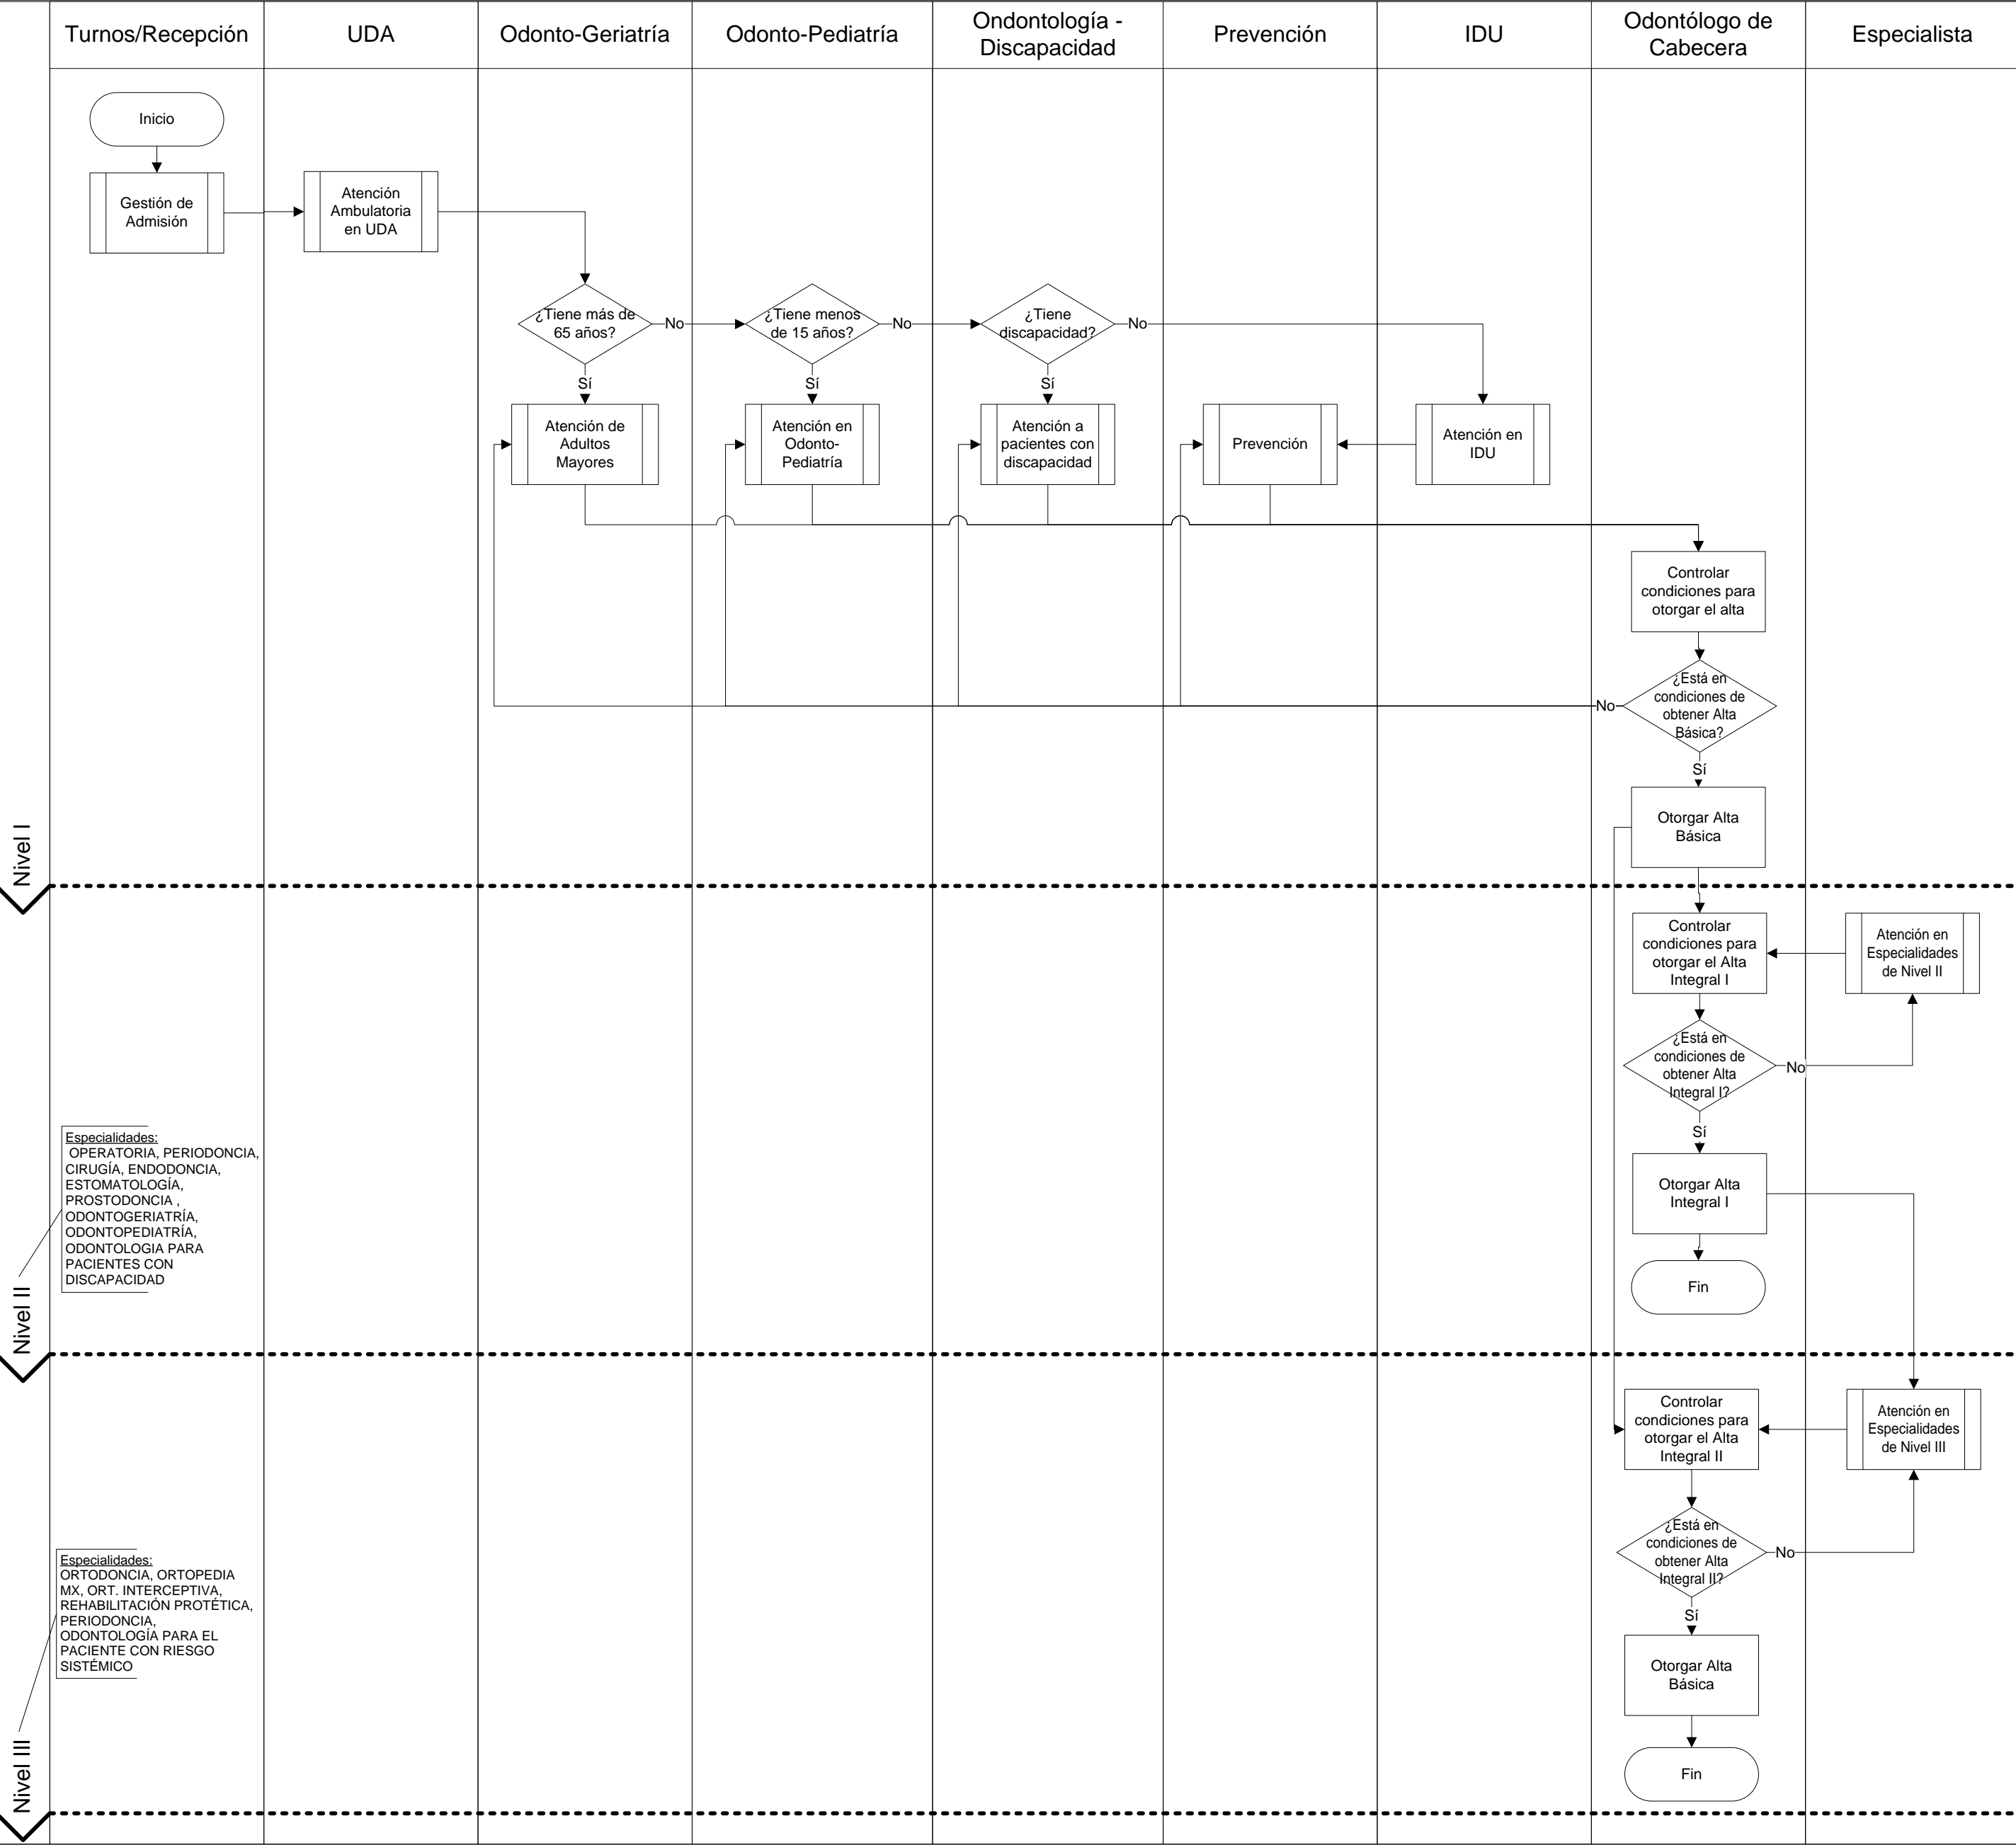 Turnos/Recepción
UDA
Odonto-Geriatría
Odonto-Pediatría
Ondontología -
Discapacidad
Prevención
IDU
Odontólogo de
Cabecera
Especialista
Inicio
Gestión de
Admisión
Atención
Ambulatoria
en UDA
¿Tiene más de
65 años?
No
¿Tiene menos
de 15 años?
No
¿Tiene
discapacidad?
No
Sí
Sí
Sí
Atención de
Adultos
Mayores
Atención en
Odonto-
Pediatría
Atención a
pacientes con
discapacidad
Prevención
Atención en
IDU
Controlar
condiciones para
otorgar el alta
¿Está en
condiciones de
obtener Alta
Básica?
No
Sí
Otorgar Alta
Básica
Nivel I
Controlar
condiciones para
otorgar el Alta
Integral I
Atención en
Especialidades
de Nivel II
¿Está en
condiciones de
obtener Alta
Integral I?
No
Sí
Otorgar Alta
Integral I
Fin
Especialidades:
OPERATORIA, PERIODONCIA,
CIRUGÍA, ENDODONCIA,
ESTOMATOLOGÍA,
PROSTODONCIA ,
ODONTOGERIATRÍA,
ODONTOPEDIATRÍA,
ODONTOLOGIA PARA
PACIENTES CON
DISCAPACIDAD
Nivel II
Controlar
condiciones para
otorgar el Alta
Integral II
Atención en
Especialidades
de Nivel III
¿Está en
condiciones de
obtener Alta
Integral II?
No
Sí
Otorgar Alta
Básica
Fin
Especialidades:
ORTODONCIA, ORTOPEDIA
MX, ORT. INTERCEPTIVA,
REHABILITACIÓN PROTÉTICA,
PERIODONCIA,
ODONTOLOGÍA PARA EL
PACIENTE CON RIESGO
SISTÉMICO
Nivel III